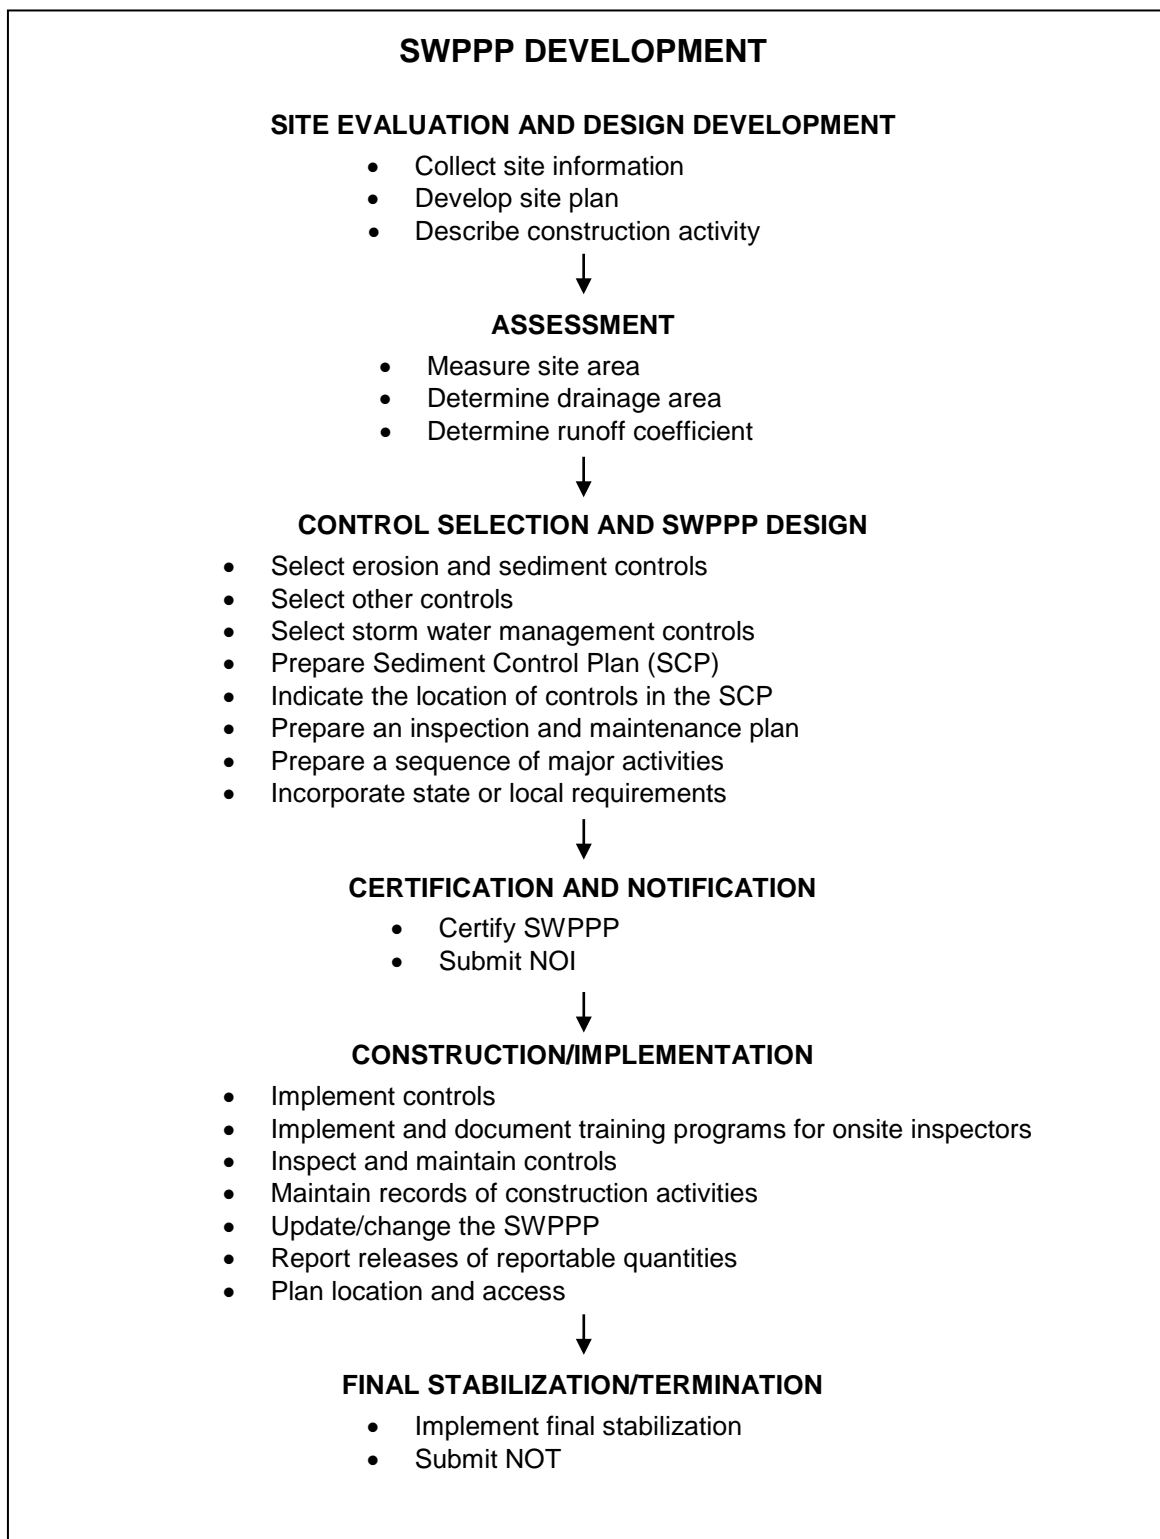 SWPPP DEVELOPMENT
SITE EVALUATION AND DESIGN DEVELOPMENT
• Collect site information
• Develop site plan
• Describe construction activity
ASSESSMENT
• Measure site area
• Determine drainage area
• Determine runoff coefficient
CONTROL SELECTION AND SWPPP DESIGN
• Select erosion and sediment controls
• Select other controls
• Select storm water management controls
• Prepare Sediment Control Plan (SCP)
• Indicate the location of controls in the SCP
• Prepare an inspection and maintenance plan
• Prepare a sequence of major activities
• Incorporate state or local requirements
CERTIFICATION AND NOTIFICATION
• Certify SWPPP
• Submit NOI
CONSTRUCTION/IMPLEMENTATION
• Implement controls
• Implement and document training programs for onsite inspectors
• Inspect and maintain controls
• Maintain records of construction activities
• Update/change the SWPPP
• Report releases of reportable quantities
• Plan location and access
FINAL STABILIZATION/TERMINATION
• Implement final stabilization
• Submit NOT